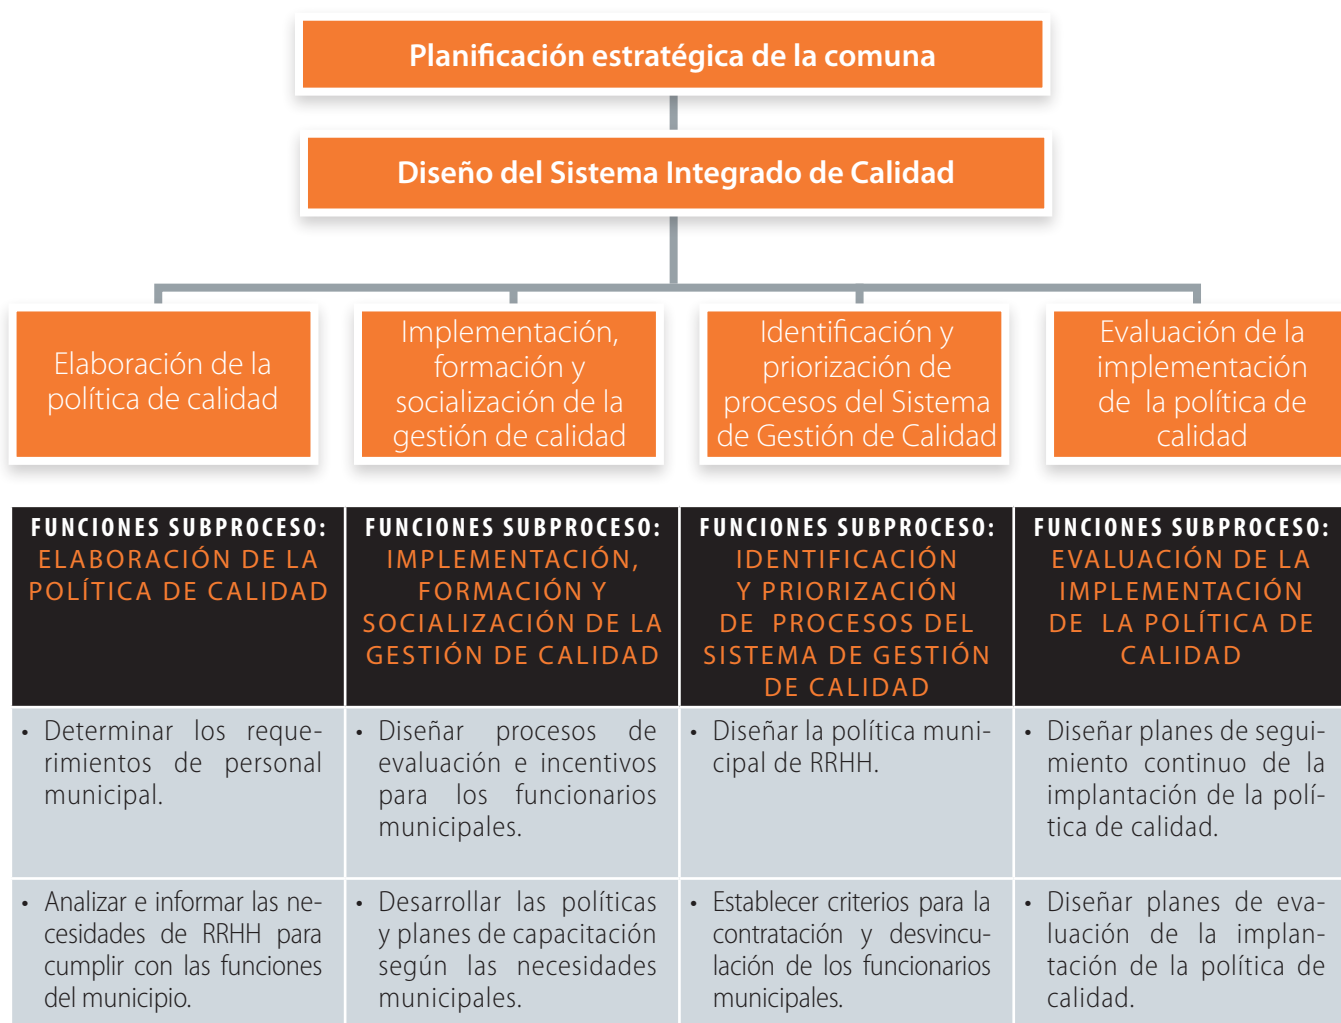 Planificación estratégica de la comuna
Diseño del Sistema Integrado de Calidad
Elaboración de la
política de calidad
Implementación,
formación y
socialización de la
gestión de calidad
Identificación y
priorización de
procesos del Sistema
de Gestión de Calidad
Evaluación de la
implementación
de la política de
calidad
FUNCIONES SUBPROCESO:
ELABORACIÓN DE LA
POLÍTICA DE CALIDAD
FUNCIONES SUBPROCESO:
IMPLEMENTACIÓN,
FORMACIÓN Y
SOCIALIZACIÓN DE LA
GESTIÓN DE CALIDAD
FUNCIONES SUBPROCESO:
IDENTIFICACIÓN
Y PRIORIZACIÓN
DE PROCESOS DEL
SISTEMA DE GESTIÓN
DE CALIDAD
FUNCIONES SUBPROCESO:
EVALUACIÓN DE LA
IMPLEMENTACIÓN
DE LA POLÍTICA DE
CALIDAD
• Determinar los reque-
rimientos de personal
municipal.
• Diseñar procesos de
evaluación e incentivos
para los funcionarios
municipales.
• Diseñar la política muni-
cipal de RRHH.
• Diseñar planes de segui-
miento continuo de la
implantación de la polí-
tica de calidad.
• Analizar e informar las ne-
cesidades de RRHH para
cumplir con las funciones
del municipio.
• Desarrollar las políticas
y planes de capacitación
según las necesidades
municipales.
• Establecer criterios para la
contratación y desvincu-
lación de los funcionarios
municipales.
• Diseñar planes de eva-
luación de la implan-
tación de la política de
calidad.